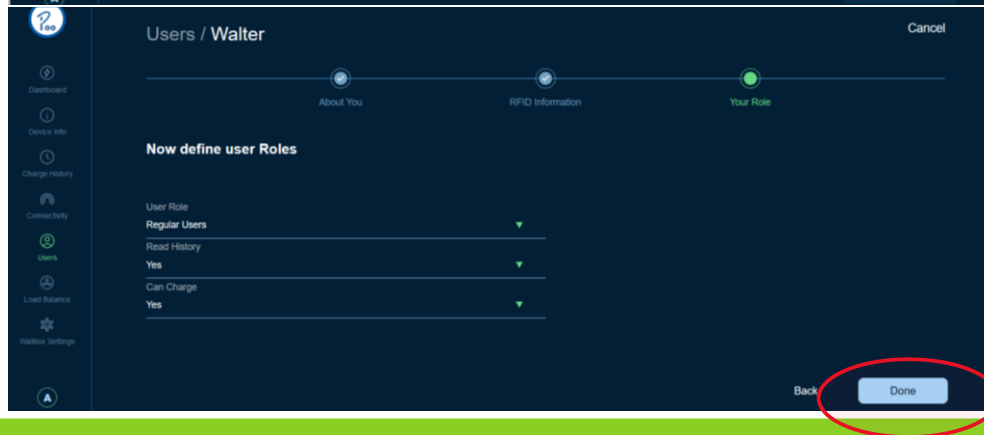 Poo
Users / Walter
Cancel
About You
RFID Information
Your Role
Now define user Roles
User Role
Regular Users
Read History
Yes
Can Charge
Yes
Dashboard
Device Info
Charge History
Connectivity
Users
Load Balance
Wallbox Settings
A
Back
Done